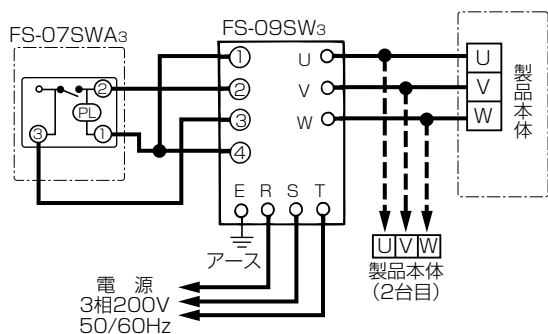 FS-07SWA3
FS-09SW3
②
PL
③
①
①
②
③
④
U
V
W
E
R
S
T
アース
U
V
W
製品本体
U V W
製品本体
(2台目)
電 源
3相200V
50/60Hz